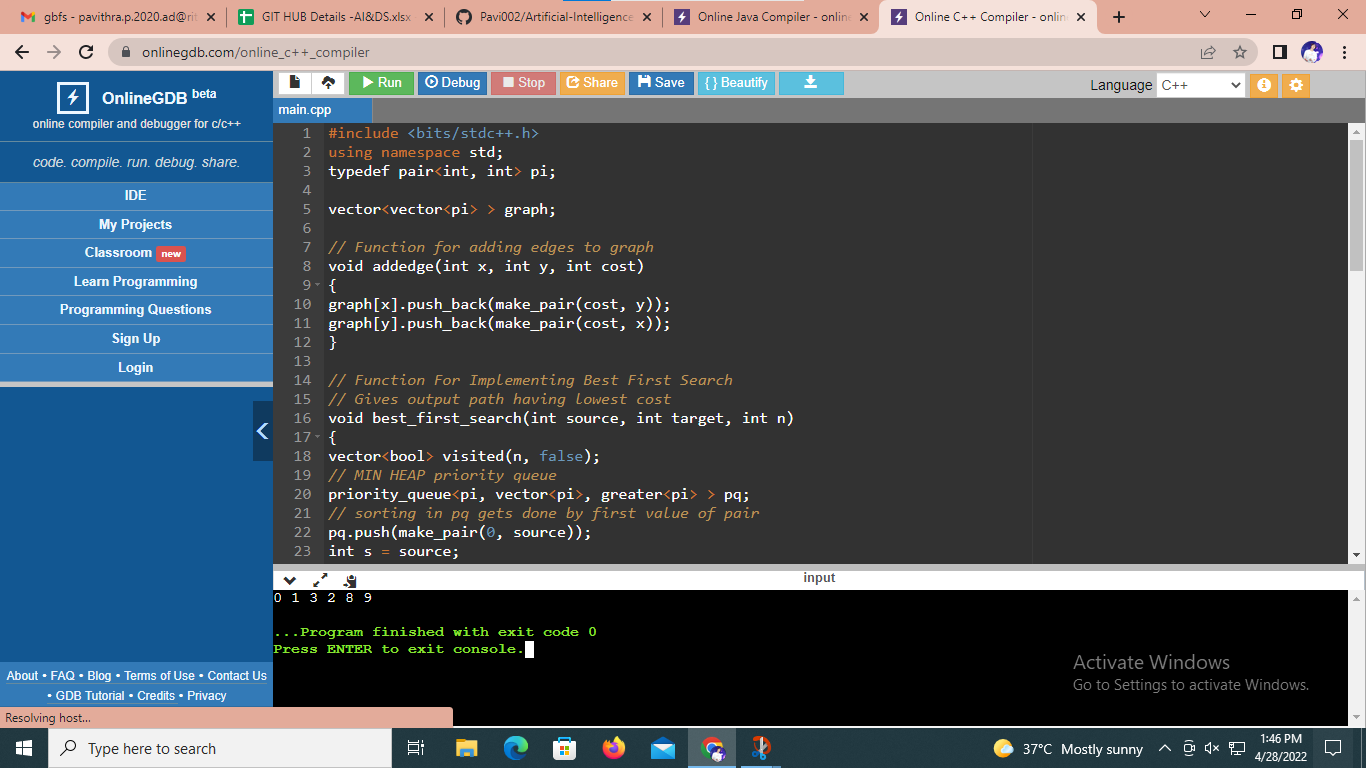 gbfs - pavithra.p.2020.ad@rit
GIT HUB Details -AI&DS.xlsx
Pavi002/Artificial-Intelligence
Online Java Compiler - online
Online C++ Compiler - onlin
onlinegdb.com/online_c++_compiler
OnlineGDB beta
online compiler and debugger for c/c++
code. compile. run. debug. share.
IDE
My Projects
Classroom new
Learn Programming
Programming Questions
Sign Up
Login
About • FAQ • Blog • Terms of Use • Contact Us
• GDB Tutorial • Credits • Privacy
Resolving host...
Run Debug Stop Share Save { } Beautify
Language C++
main.cpp
1 #include <bits/stdc++.h>
2 using namespace std;
3 typedef pair<int, int> pi;
4
5 vector<vector<pi> > graph;
6
7 // Function for adding edges to graph
8 void addedge(int x, int y, int cost)
9 {
10 graph[x].push_back(make_pair(cost, y));
11 graph[y].push_back(make_pair(cost, x));
12 }
13
14 // Function For Implementing Best First Search
15 // Gives output path having lowest cost
16 void best_first_search(int source, int target, int n)
17 {
18 vector<bool> visited(n, false);
19 // MIN HEAP priority queue
20 priority_queue<pi, vector<pi>, greater<pi> > pq;
21 // sorting in pq gets done by first value of pair
22 pq.push(make_pair(0, source));
23 int s = source;
input
0 1 3 2 8 9
...Program finished with exit code 0
Press ENTER to exit console.
Activate Windows
Go to Settings to activate Windows.
Type here to search
37°C Mostly sunny
1:46 PM
4/28/2022